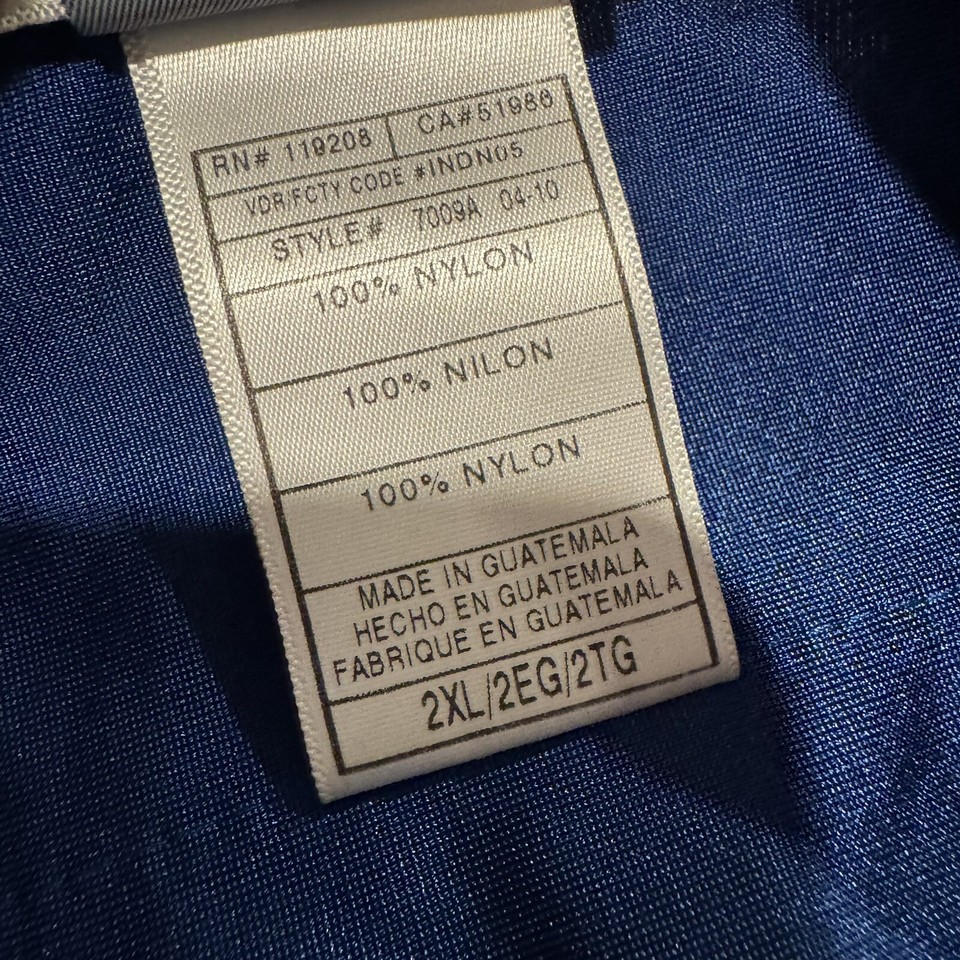 RN# 119208 CA#51986
VDR/FCTY CODE #INDN05
STYLE# 7009A 04-10
100% NYLON
100% NILON
100% NYLON
MADE IN GUATEMALA
HECHO EN GUATEMALA
FABRIQUE EN GUATEMALA
2XL/2EG/2TG